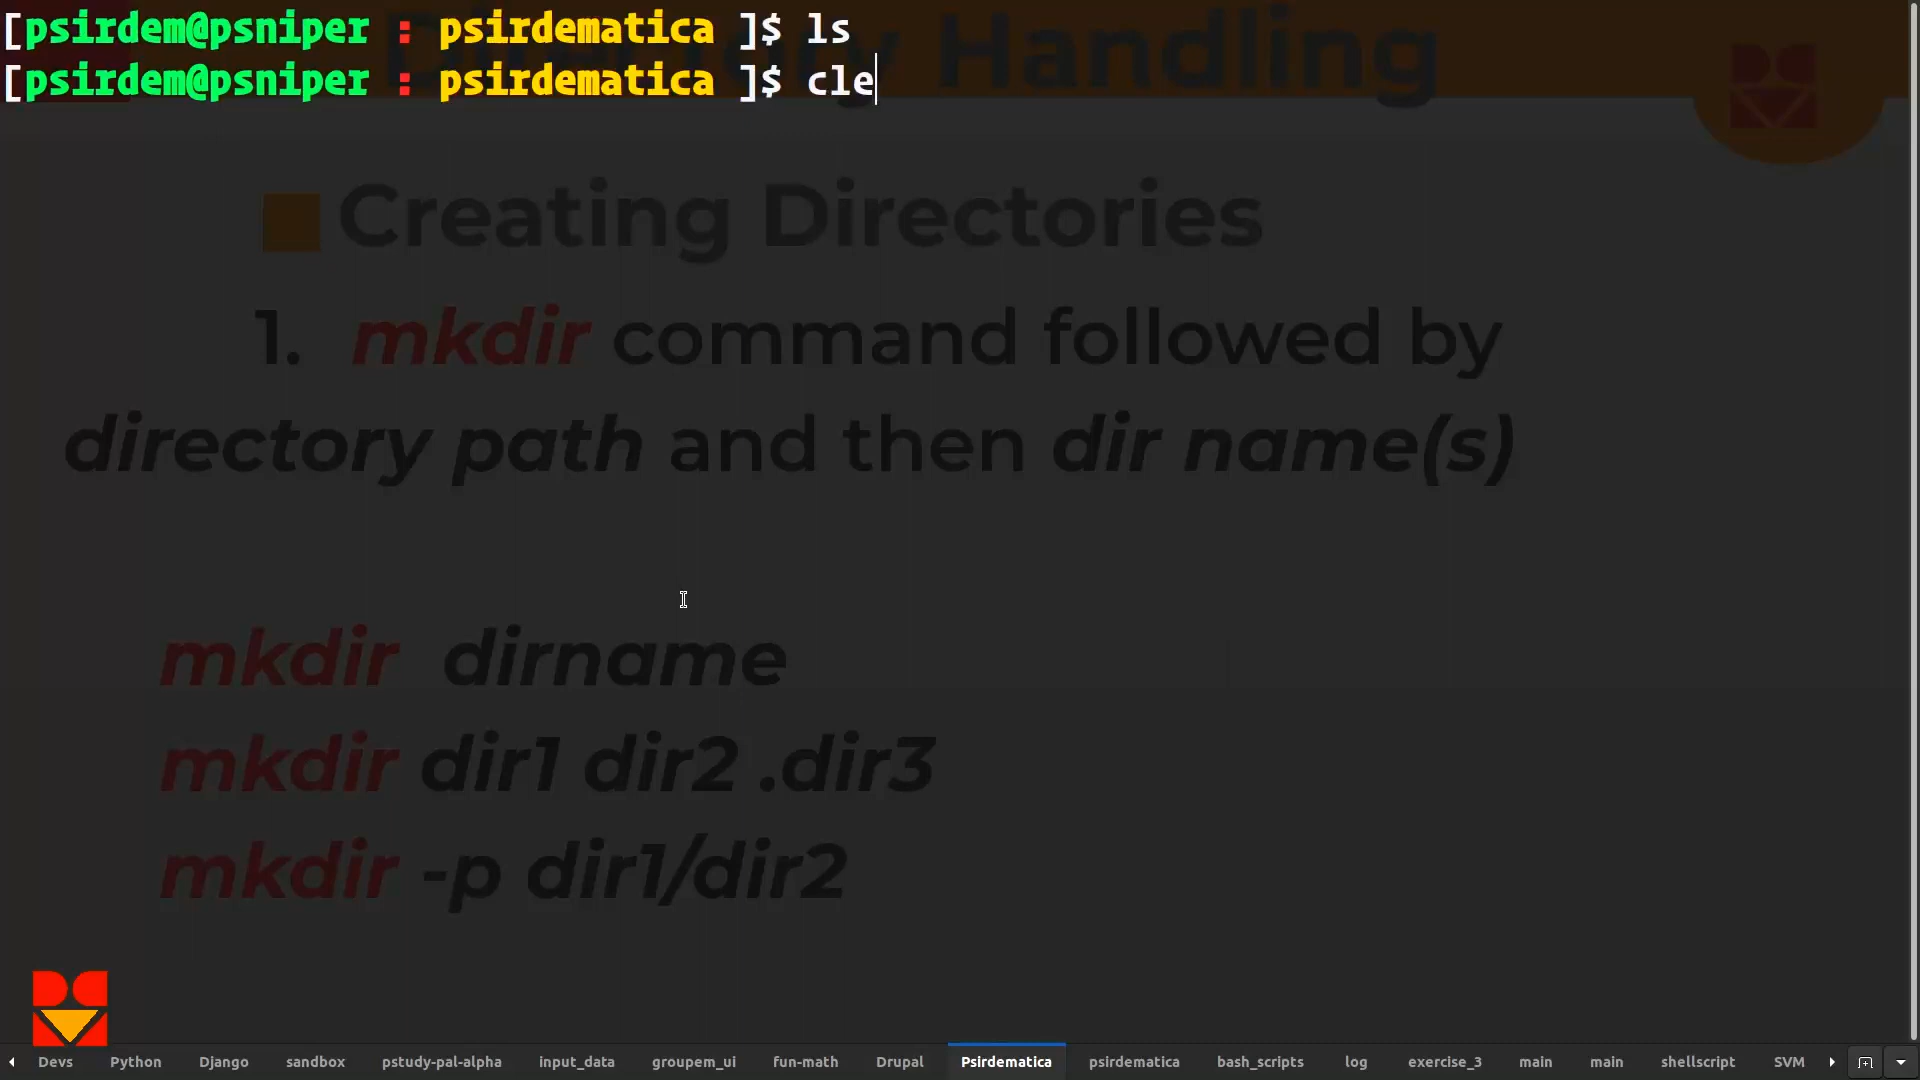 [psirdem@psniper : psirdematica ]$ ls
[psirdem@psniper : psirdematica ]$ cle
Directory Handling
Creating Directories
1. mkdir command followed by
directory path and then dir name(s)
mkdir dirname
mkdir dir1 dir2 .dir3
mkdir -p dir1/dir2
Devs Python Django sandbox pstudy-pal-alpha input_data groupem_ui fun-math Drupal Psirdematica psirdematica bash_scripts log exercise_3 main main shellscript SVM